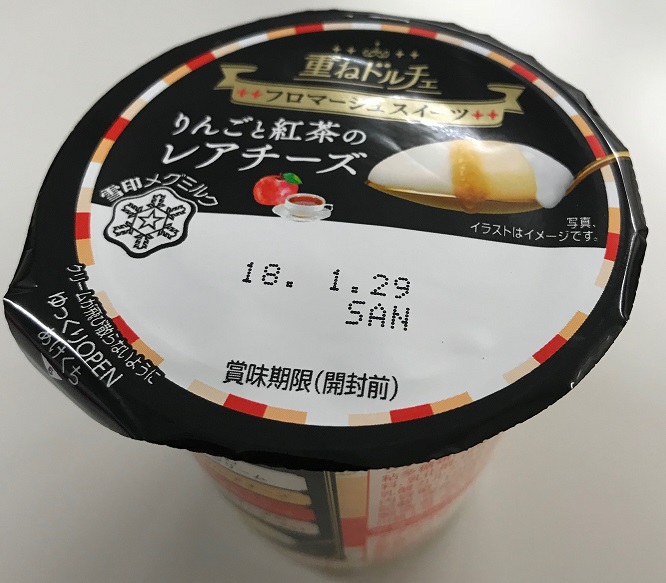 重ねドルチェ
フロマージュスイーツ
りんごと紅茶の
レアチーズ
雪印メグミルク
写真、
イラストはイメージです。
18. 1.29
SAN
賞味期限(開封前)
クリームが飛び散らないように
ゆっくりOPEN
あけくち